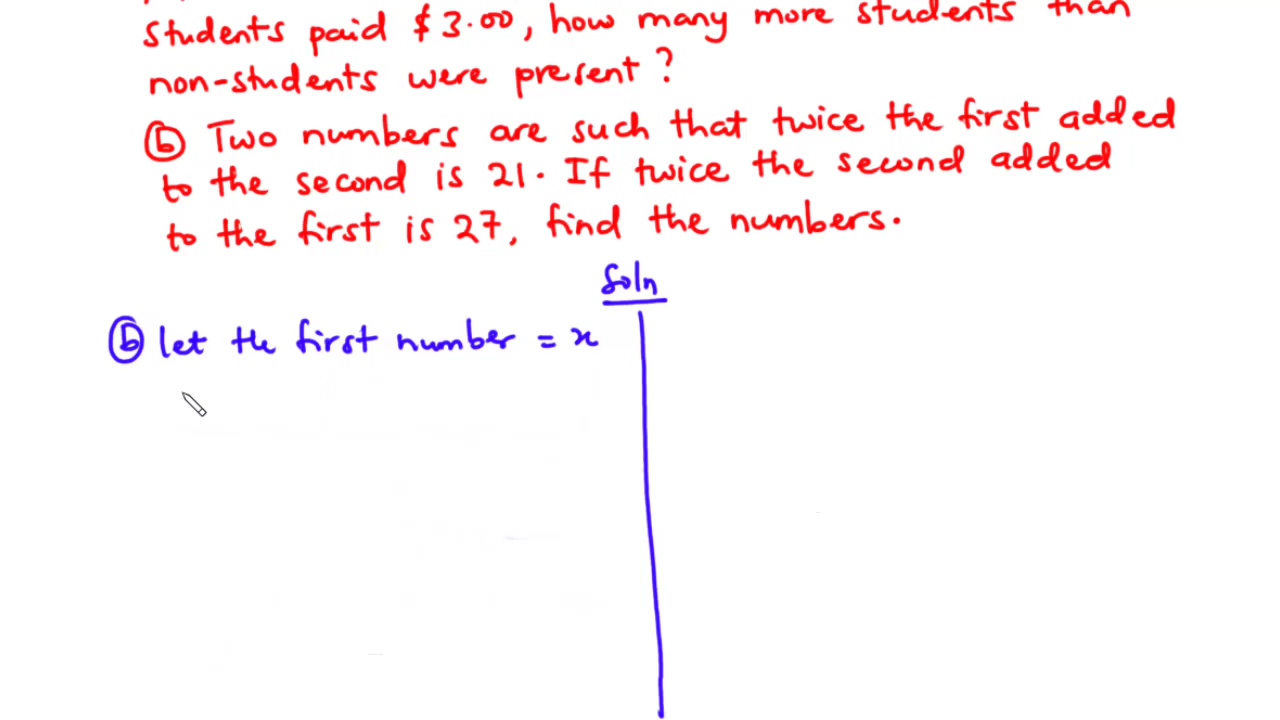 students paid $3.00, how many more students than
non-students were present?
ⓑ Two numbers are such that twice the first added
to the second is 21. If twice the second added
to the first is 27, find the numbers.
Soln
ⓑ let the first number = x